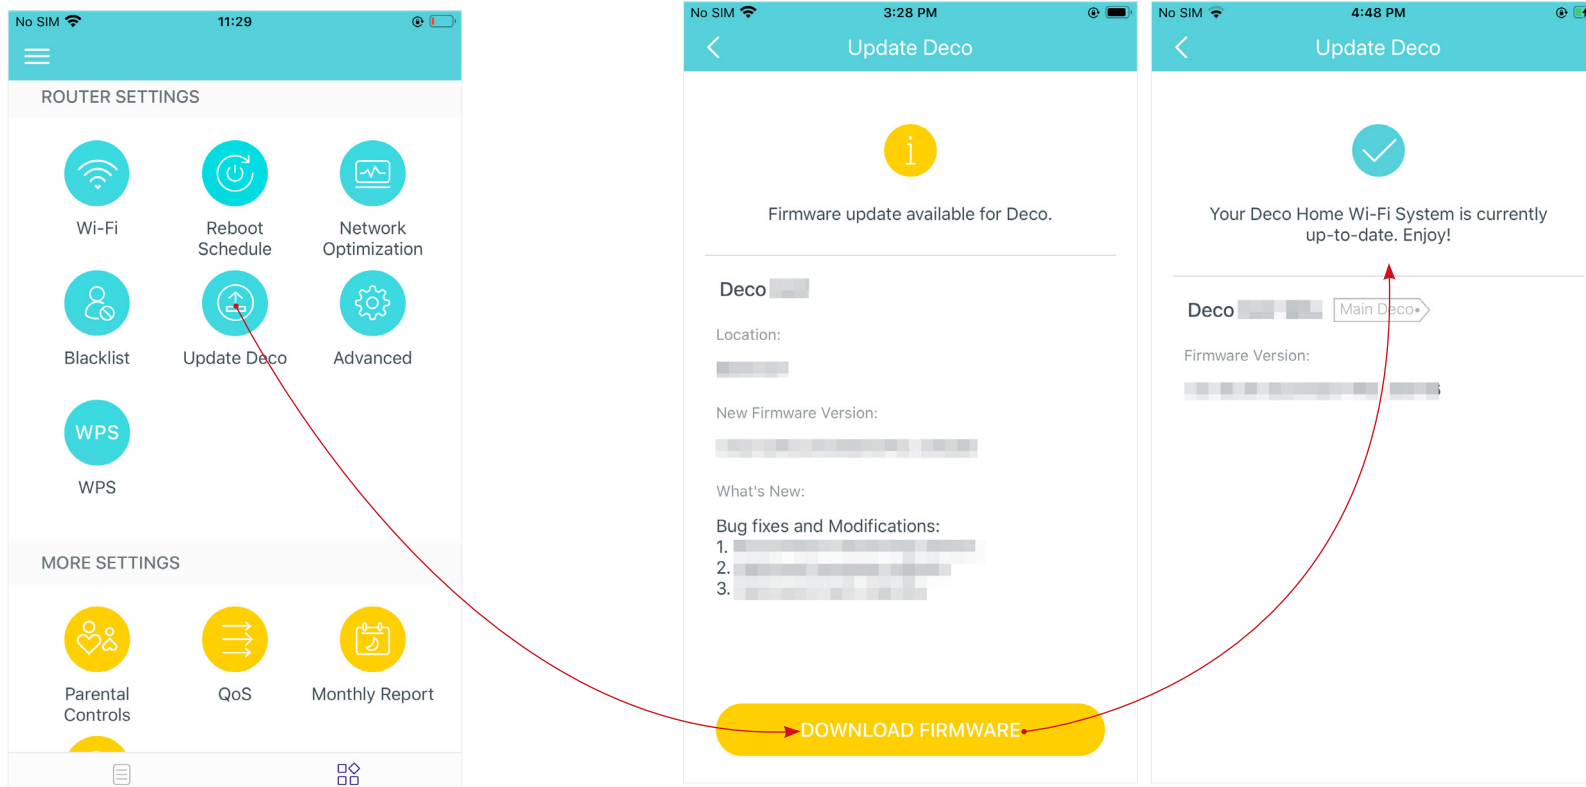 No SIM 11:29
ROUTER SETTINGS
Wi-Fi
Reboot
Schedule
Network
Optimization
Blacklist
Update Deco
Advanced
WPS
WPS
MORE SETTINGS
Parental
Controls
QoS
Monthly Report
No SIM 3:28 PM
Update Deco
i
Firmware update available for Deco.
Deco
Location:
New Firmware Version:
What's New:
Bug fixes and Modifications:
1.
2.
3.
DOWNLOAD FIRMWARE
No SIM 4:48 PM
Update Deco
Your Deco Home Wi-Fi System is currently
up-to-date. Enjoy!
Deco Main Deco
Firmware Version: